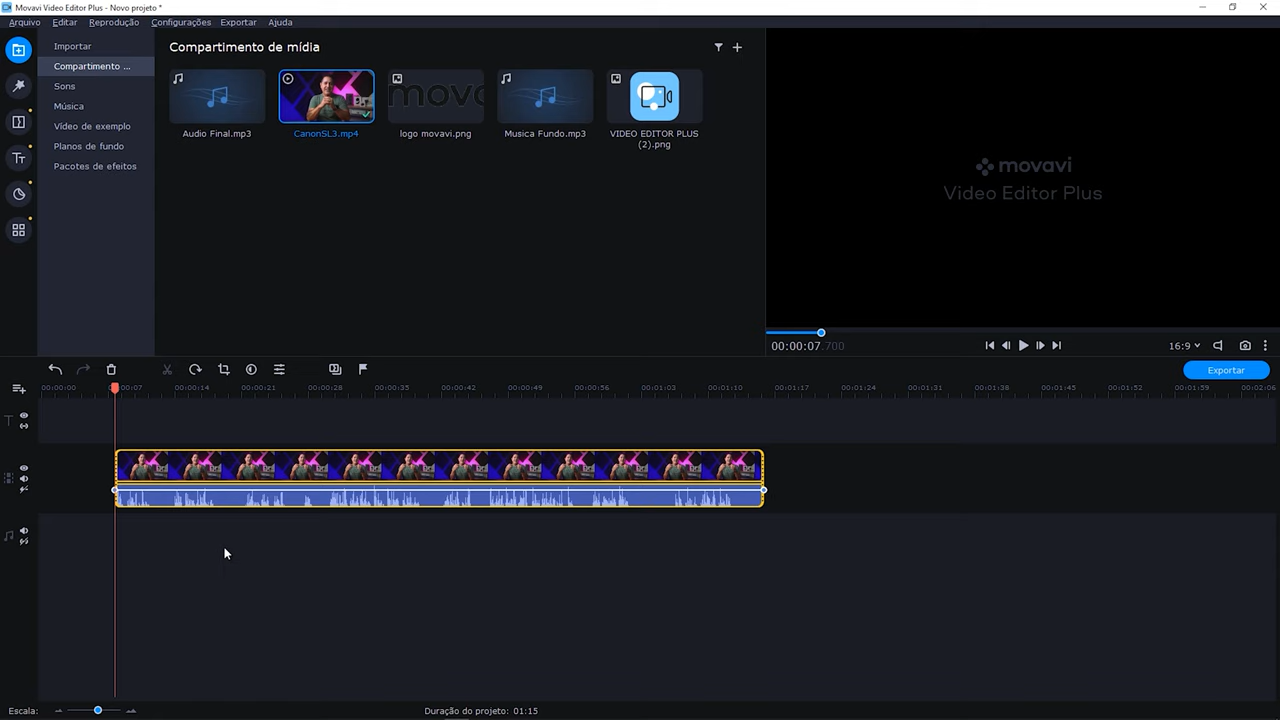 Movavi Video Editor Plus - Novo projeto *
Arquivo Editar Reprodução Configurações Exportar Ajuda
Importar
Compartimento ...
Sons
Música
Vídeo de exemplo
Planos de fundo
Pacotes de efeitos
Compartimento de mídia
movo
Audio Final.mp3
CanonSL3.mp4
logo movavi.png
Musica Fundo.mp3
VIDEO EDITOR PLUS
(2).png
movavi
Video Editor Plus
00:00:07.700
16:9
Exportar
00:00:00 00:00:07 00:00:14 00:00:21 00:00:28 00:00:35 00:00:42 00:00:49 00:00:56 00:01:03 00:01:10 00:01:17 00:01:24 00:01:31 00:01:38 00:01:45 00:01:52 00:01:59 00:02:06
T
Escala:
Duração do projeto: 01:15